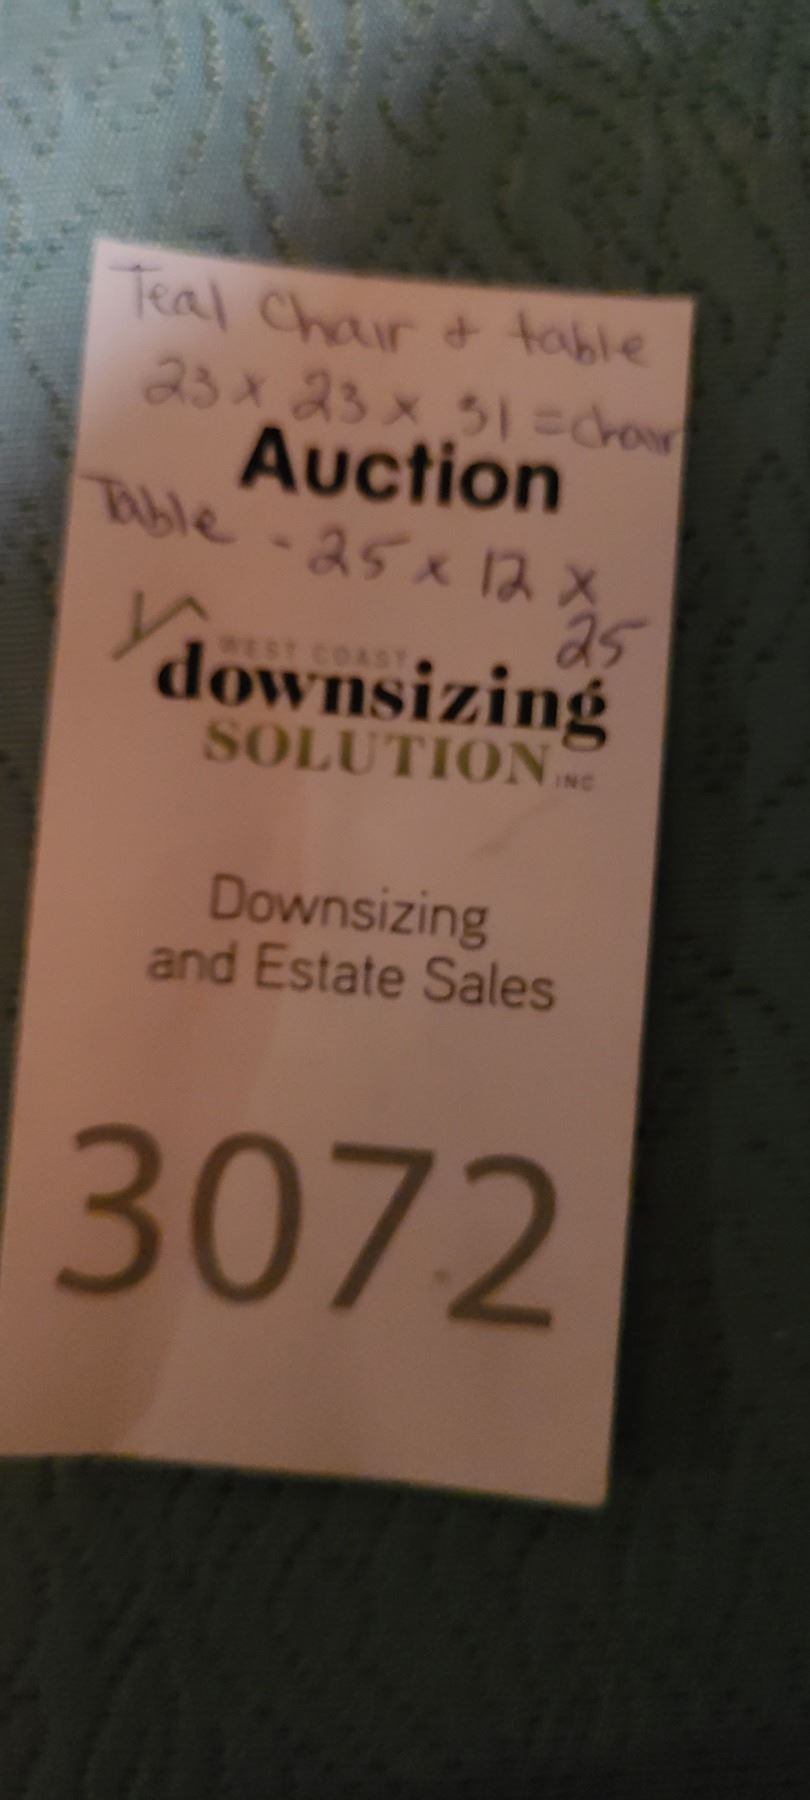 Teal Chair & table
23 x 23 x 31 = chair
Auction
Table - 25 x 12 x
25
WEST COAST
downsizing
SOLUTION INC
Downsizing
and Estate Sales
3072